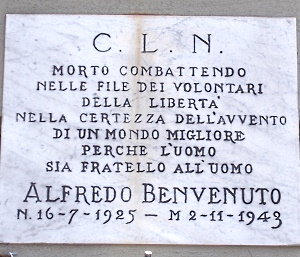 C. L. N.
MORTO COMBATTENDO
NELLE FILE DEI VOLONTARI
DELLA LIBERTA'
NELLA CERTEZZA DELL'AVVENTO
DI UN MONDO MIGLIORE
PERCHE L'UOMO
SIA FRATELLO ALL'UOMO
ALFREDO BENVENUTO
N. 16-7-1925 — M 2-11-1943